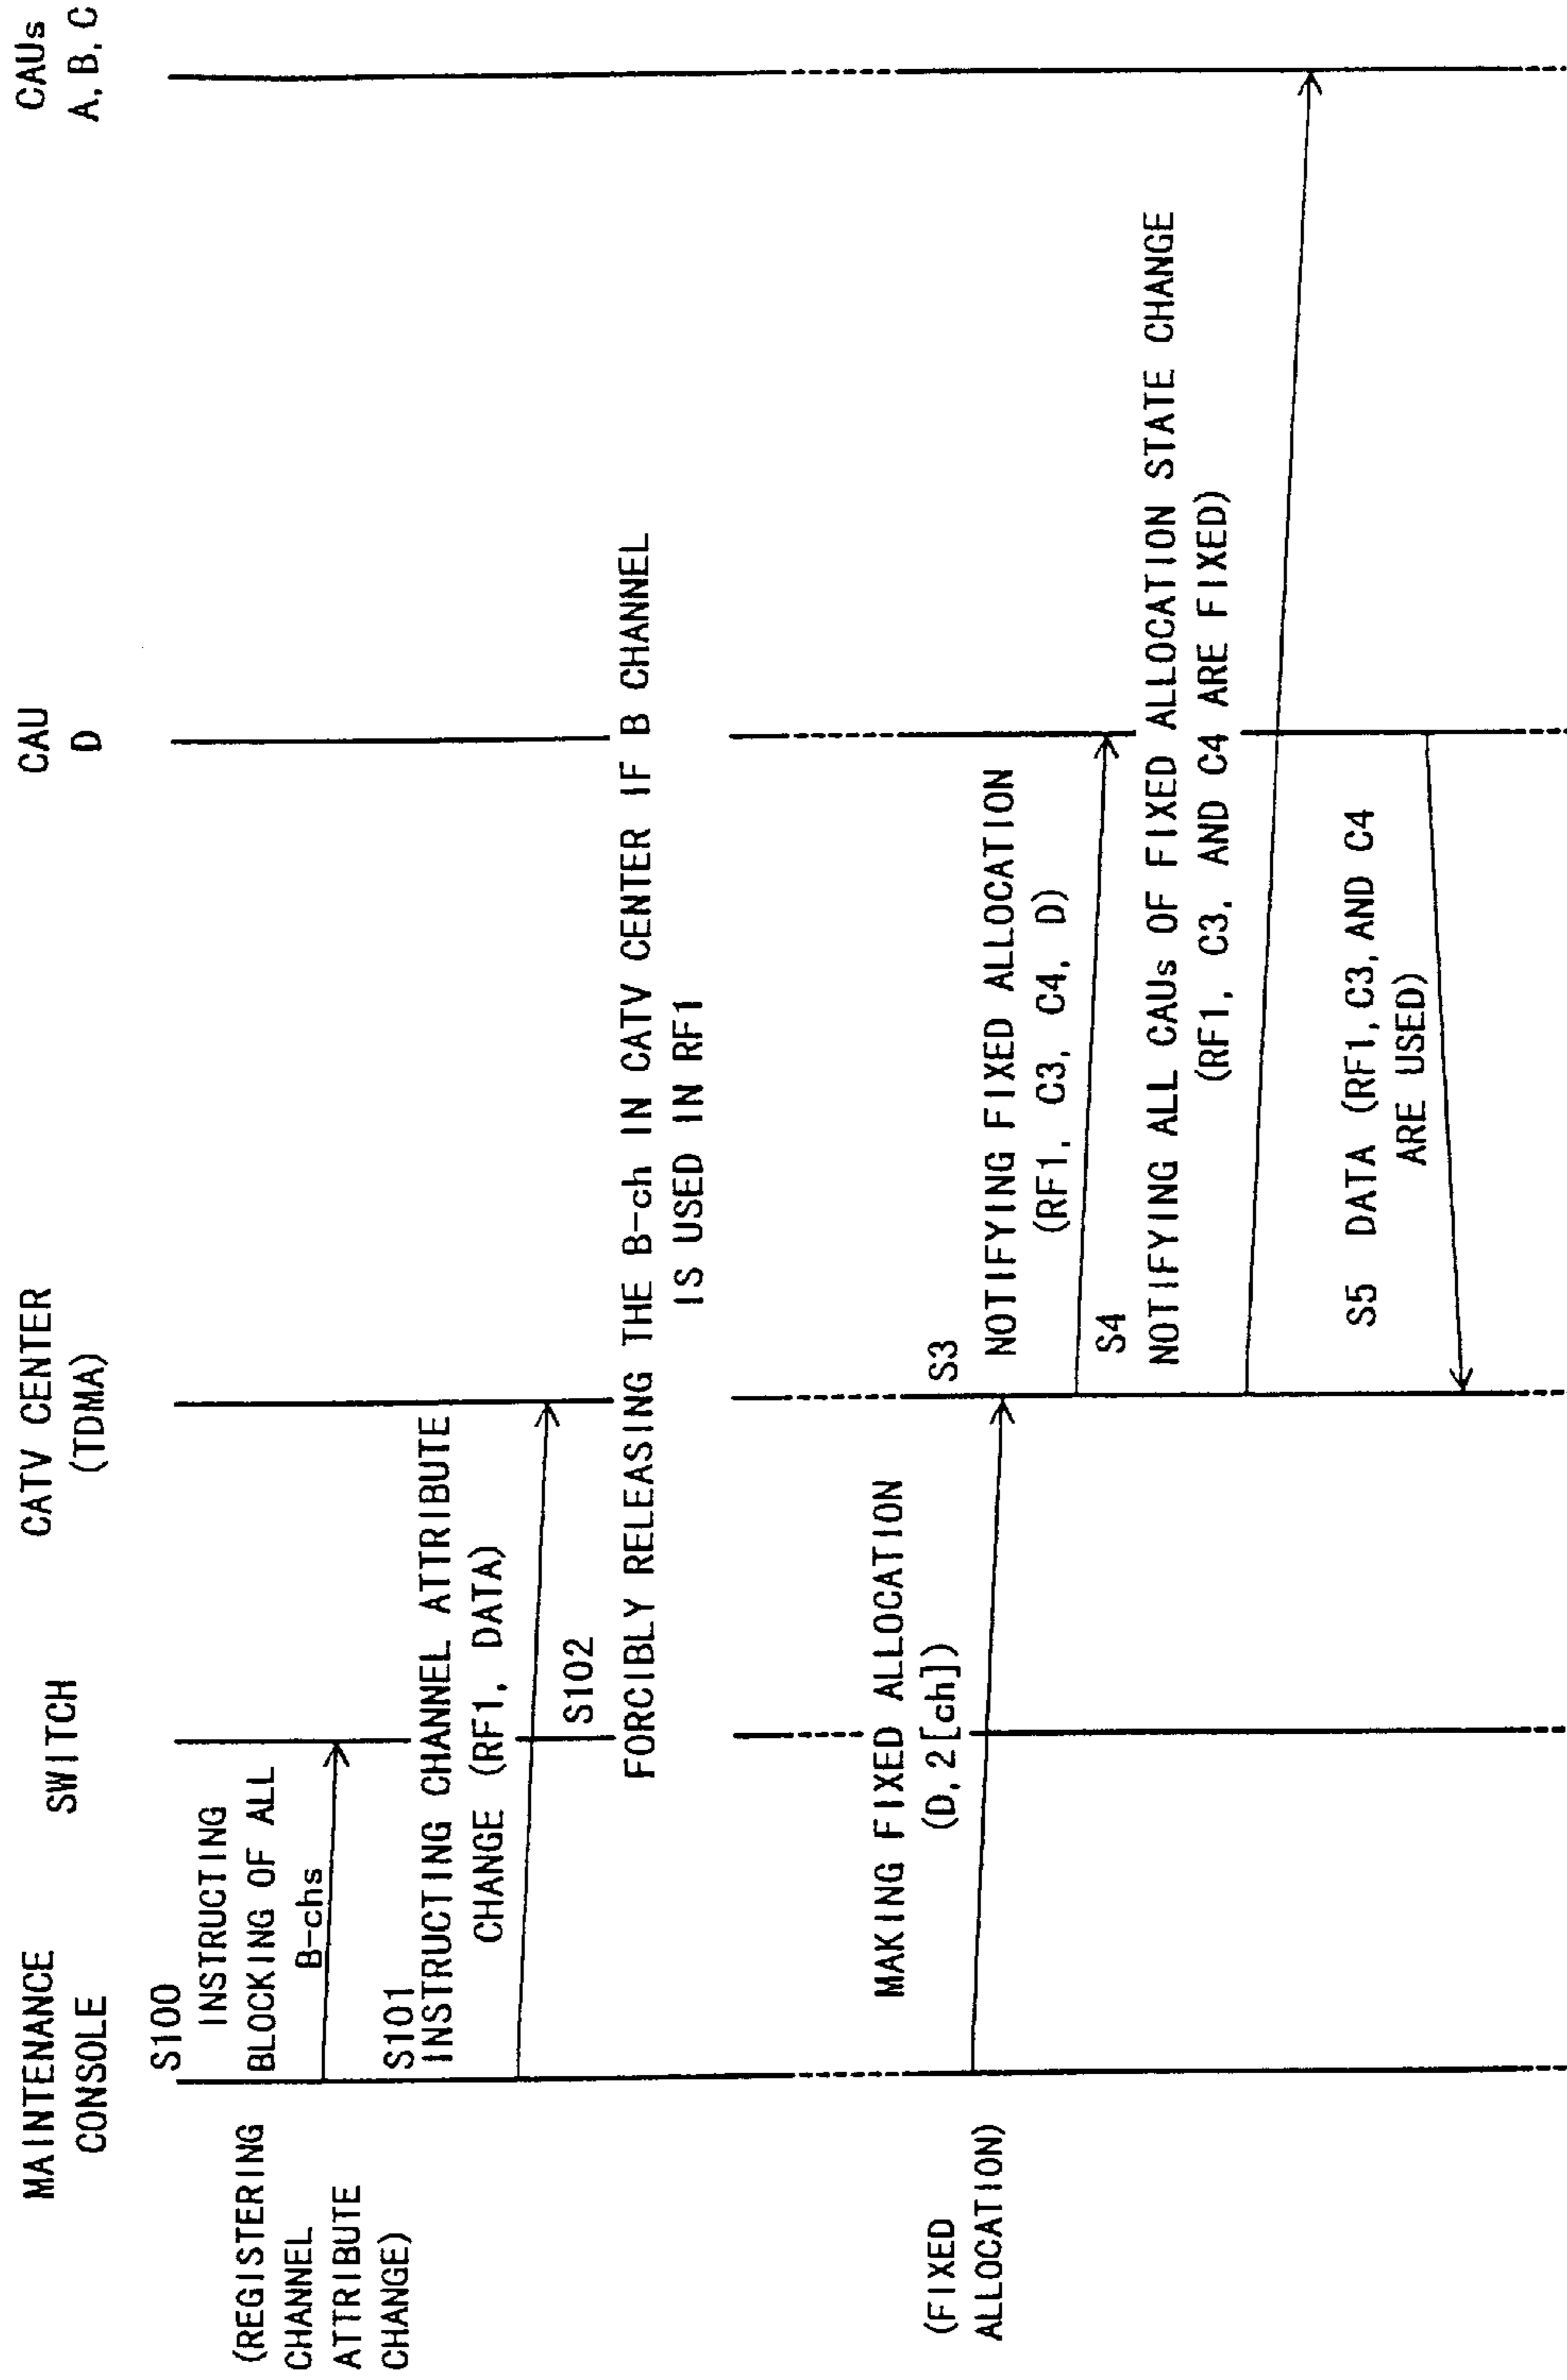 MAINTENANCE
CONSOLE
SWITCH
CATV CENTER
(TDMA)
CAU
D
CAUs
A, B, C
(REGISTERING
CHANNEL
ATTRIBUTE
CHANGE)
S100
INSTRUCTING
BLOCKING OF ALL
B-chs
S101
INSTRUCTING CHANNEL ATTRIBUTE
CHANGE (RF1, DATA)
S102
FORCIBLY RELEASING THE B-ch IN CATV CENTER IF B CHANNEL
IS USED IN RF1
(FIXED
ALLOCATION)
MAKING FIXED ALLOCATION
(D, 2[ch])
S3
NOTIFYING FIXED ALLOCATION
(RF1, C3, C4, D)
S4
NOTIFYING ALL CAUs OF FIXED ALLOCATION STATE CHANGE
(RF1, C3, AND C4 ARE FIXED)
S5 DATA (RF1, C3, AND C4
ARE USED)